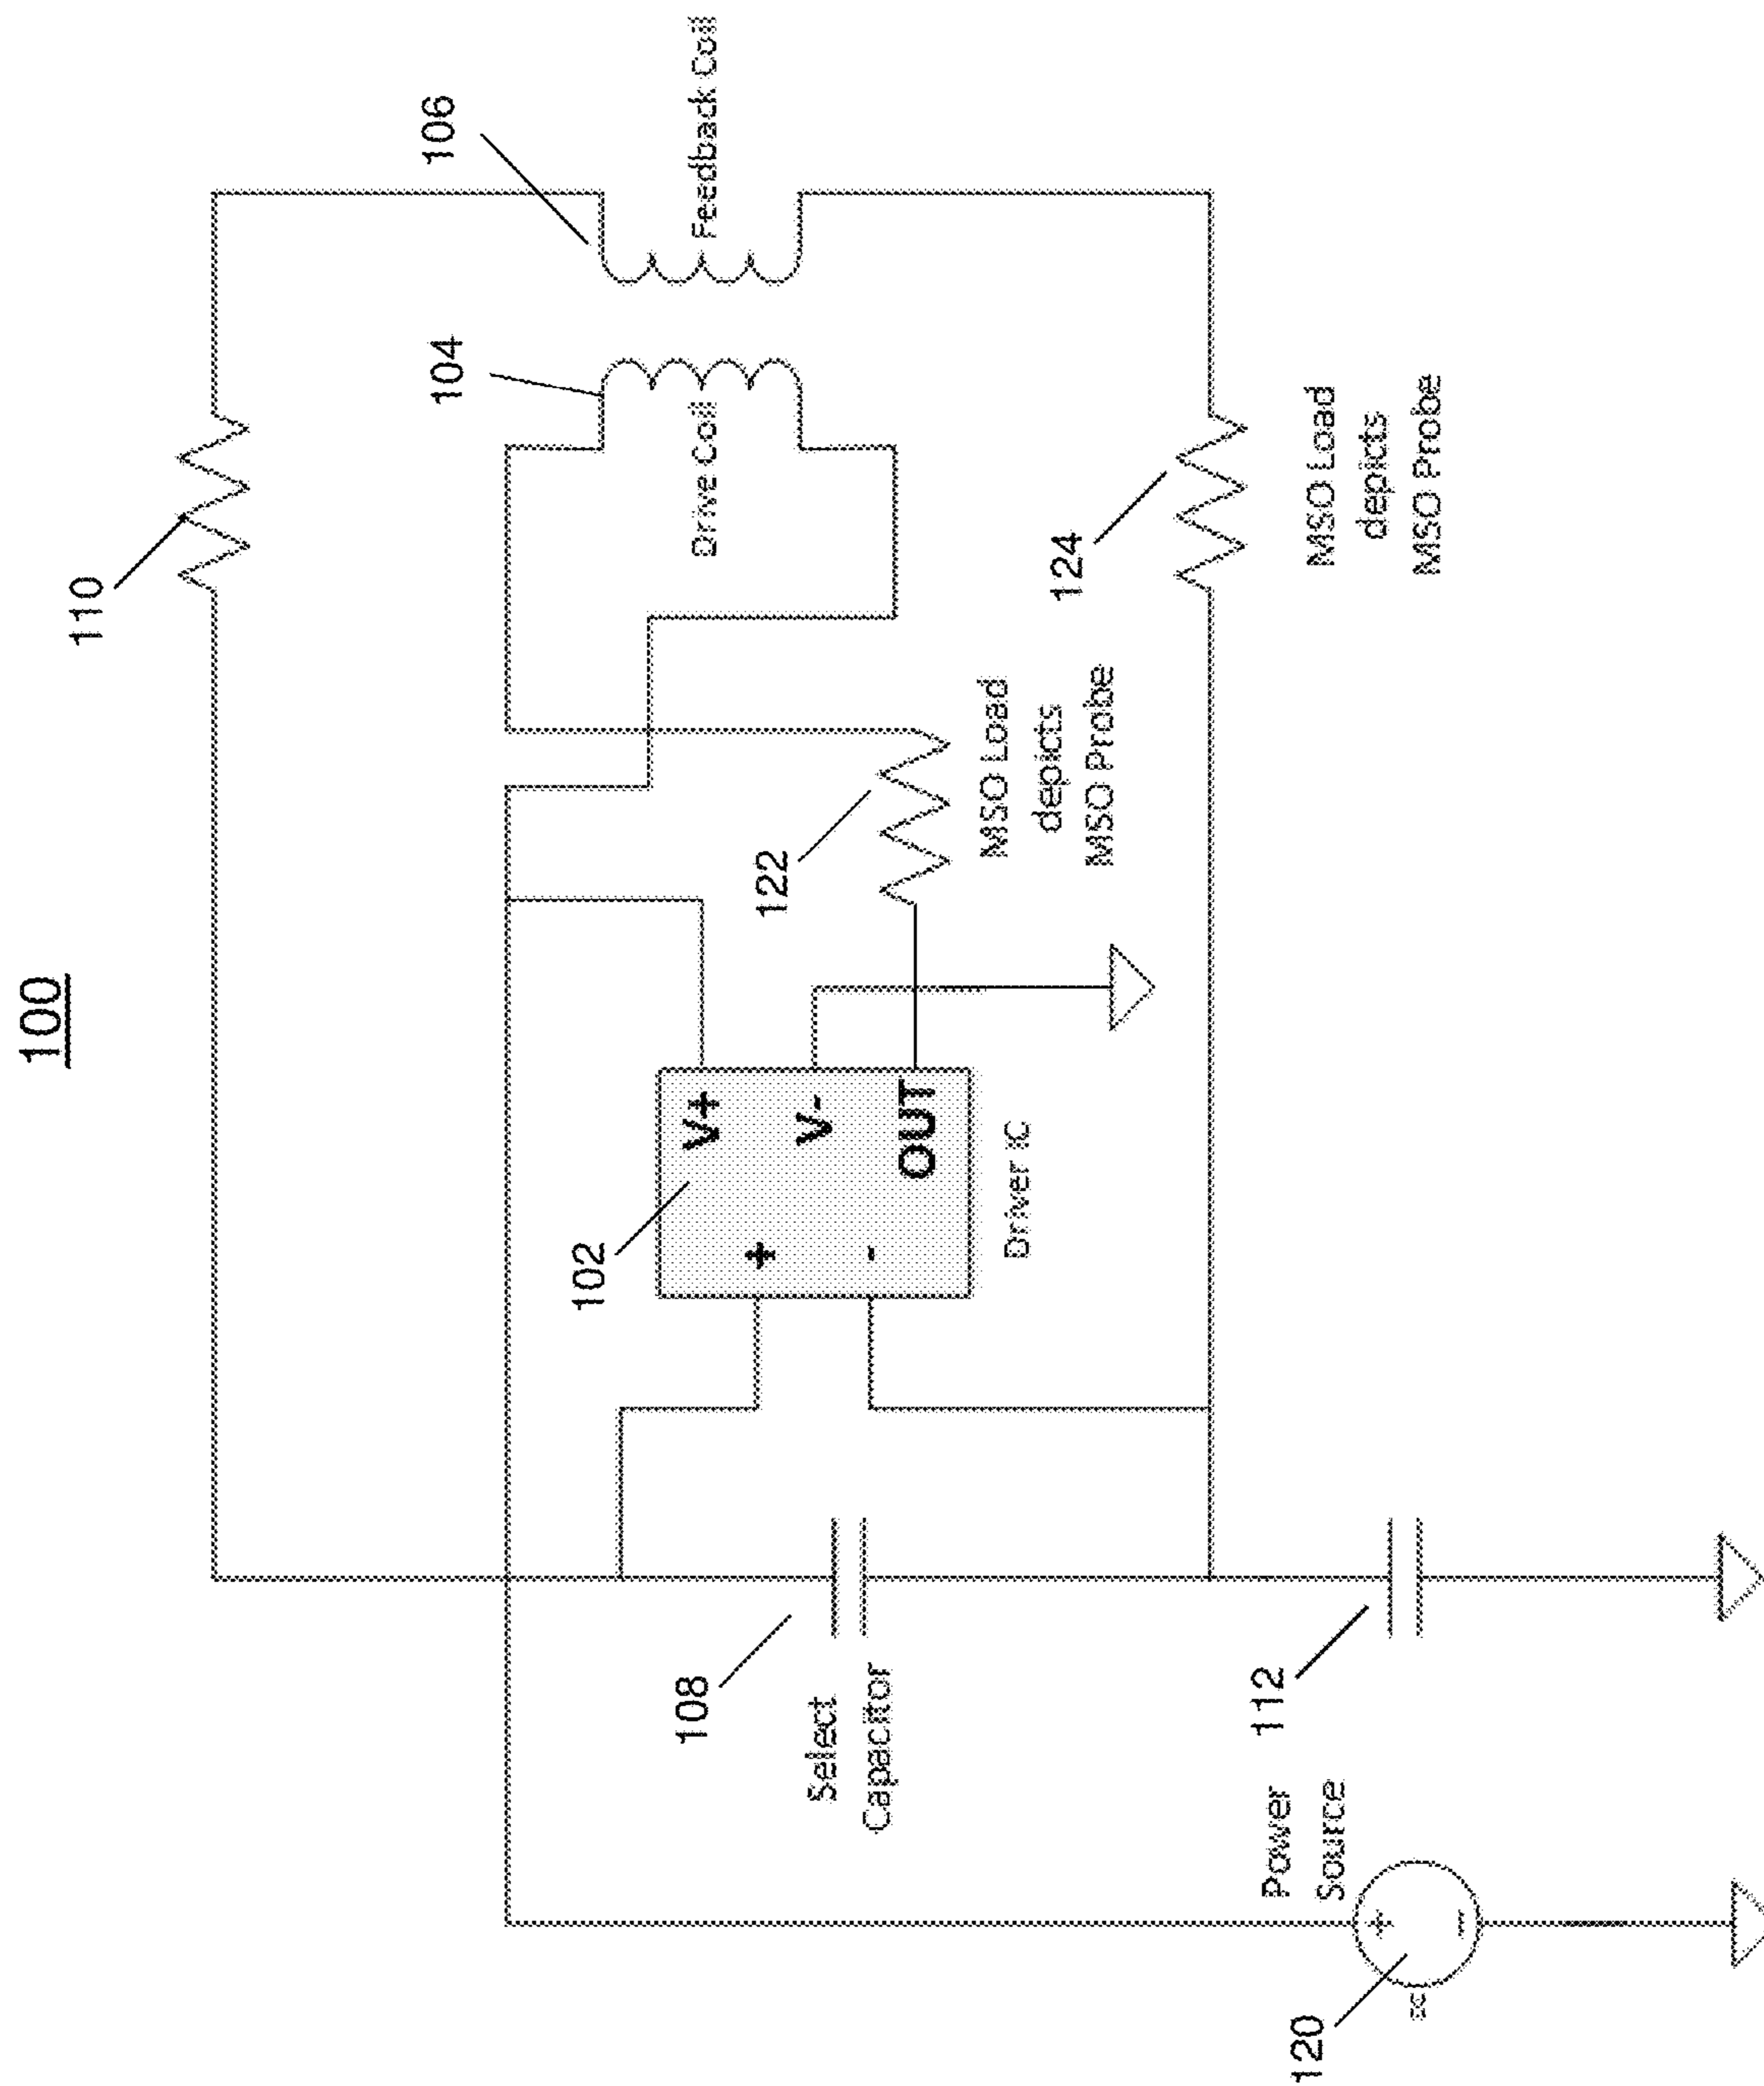 100
110
106
Feedback Coil
104
Drive Coil
102
V+
V-
OUT
+
-
Driver IC
122
MSO Load
depicts
MSO Probe
124
MSO Load
depicts
MSO Probe
108
Select
Capacitor
112
Power
Source
+
−
120